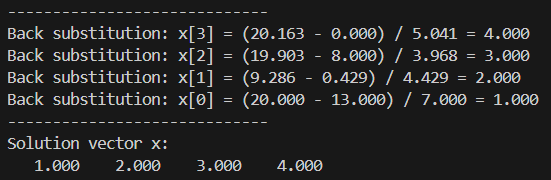 -----------------------------
Back substitution: x[3] = (20.163 - 0.000) / 5.041 = 4.000
Back substitution: x[2] = (19.903 - 8.000) / 3.968 = 3.000
Back substitution: x[1] = (9.286 - 0.429) / 4.429 = 2.000
Back substitution: x[0] = (20.000 - 13.000) / 7.000 = 1.000
-----------------------------
Solution vector x:
   1.000    2.000    3.000    4.000